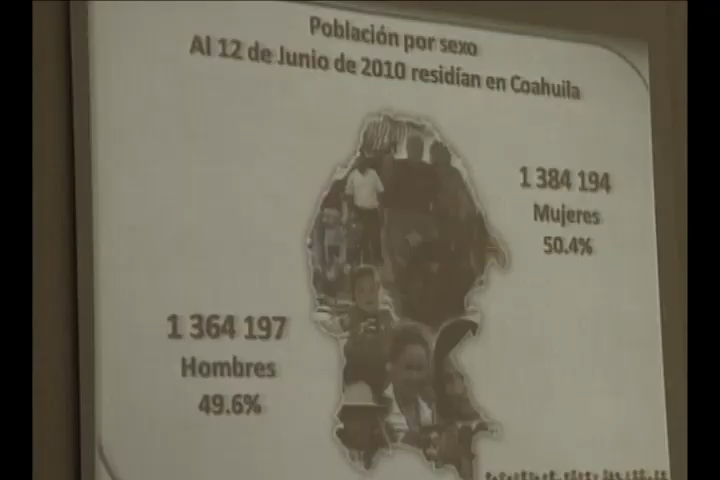 Población por sexo
Al 12 de Junio de 2010 residían en Coahuila
1 384 194
Mujeres
50.4%
1 364 197
Hombres
49.6%